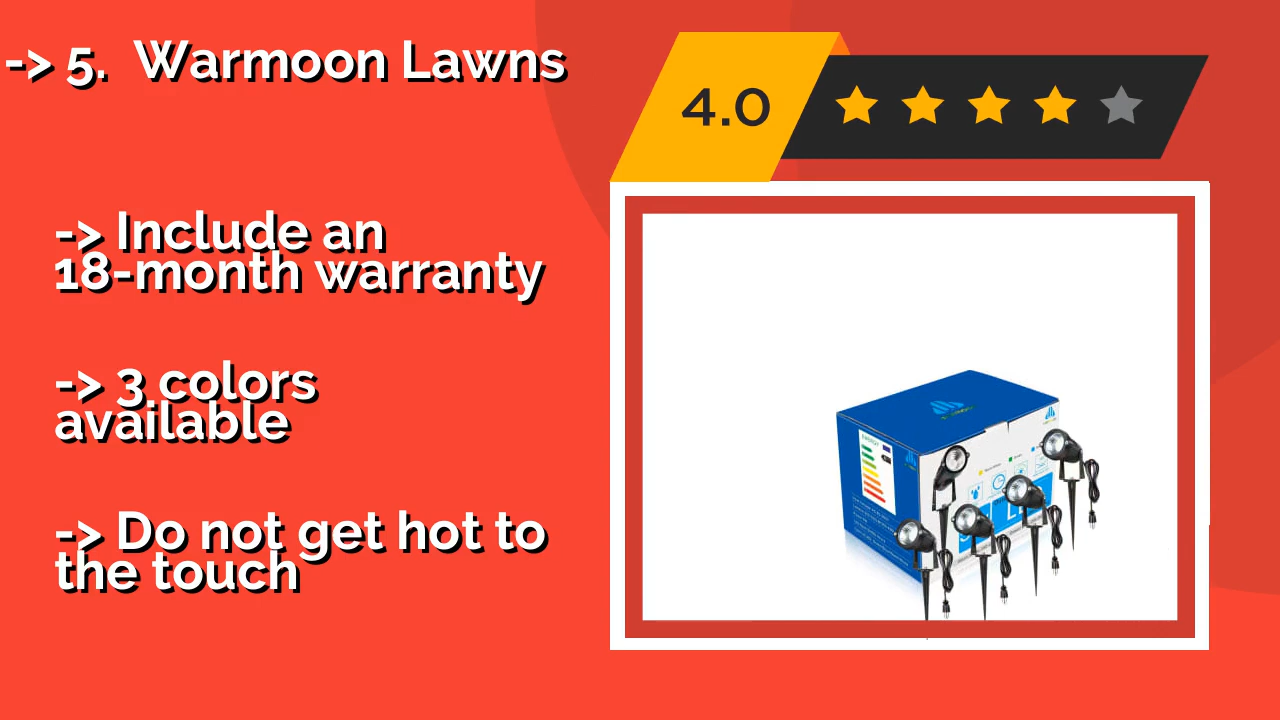 -> 5. Warmoon Lawns
4.0
-> Include an
18-month warranty
-> 3 colors
available
-> Do not get hot to
the touch